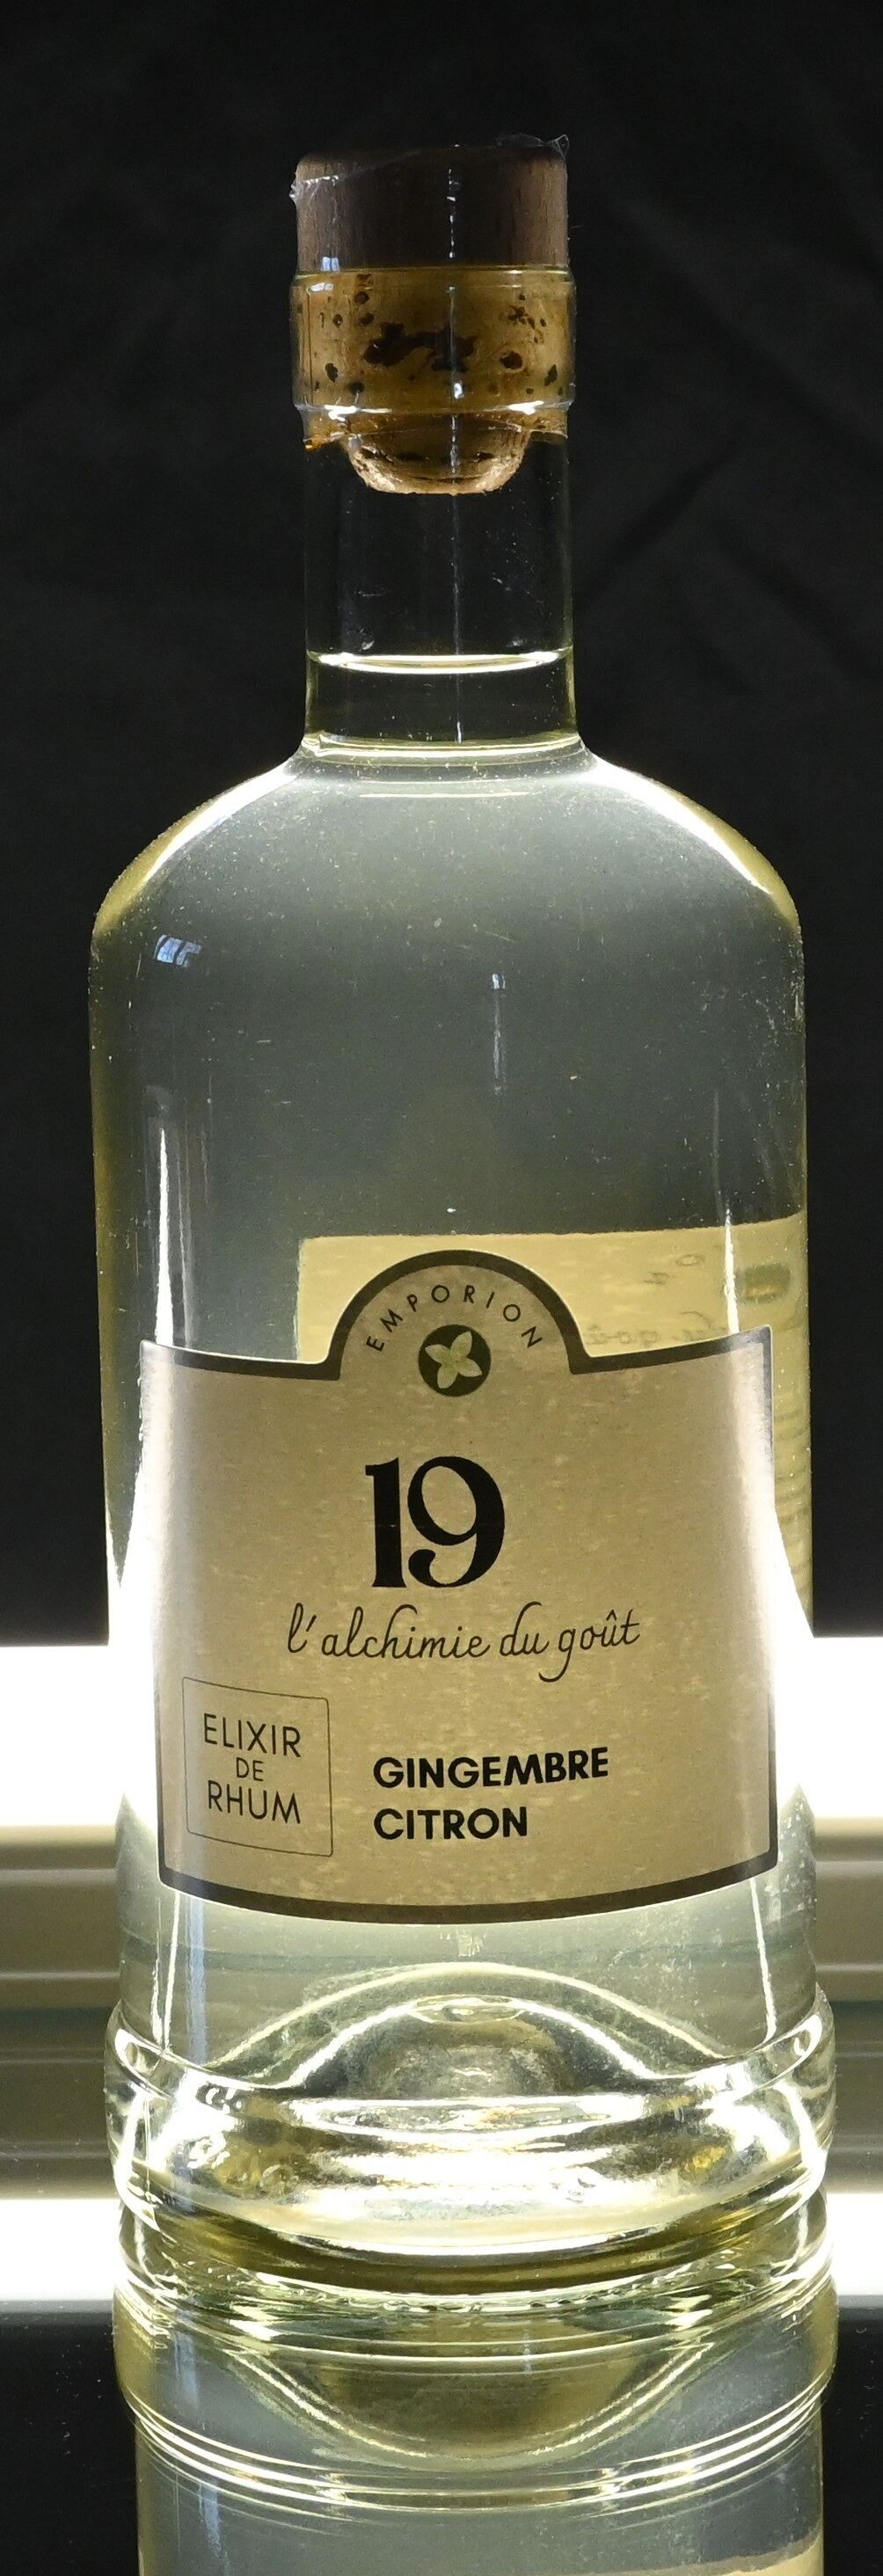 EMPORION
19
l'alchimie du goût
ELIXIR
DE
RHUM
GINGEMBRE
CITRON